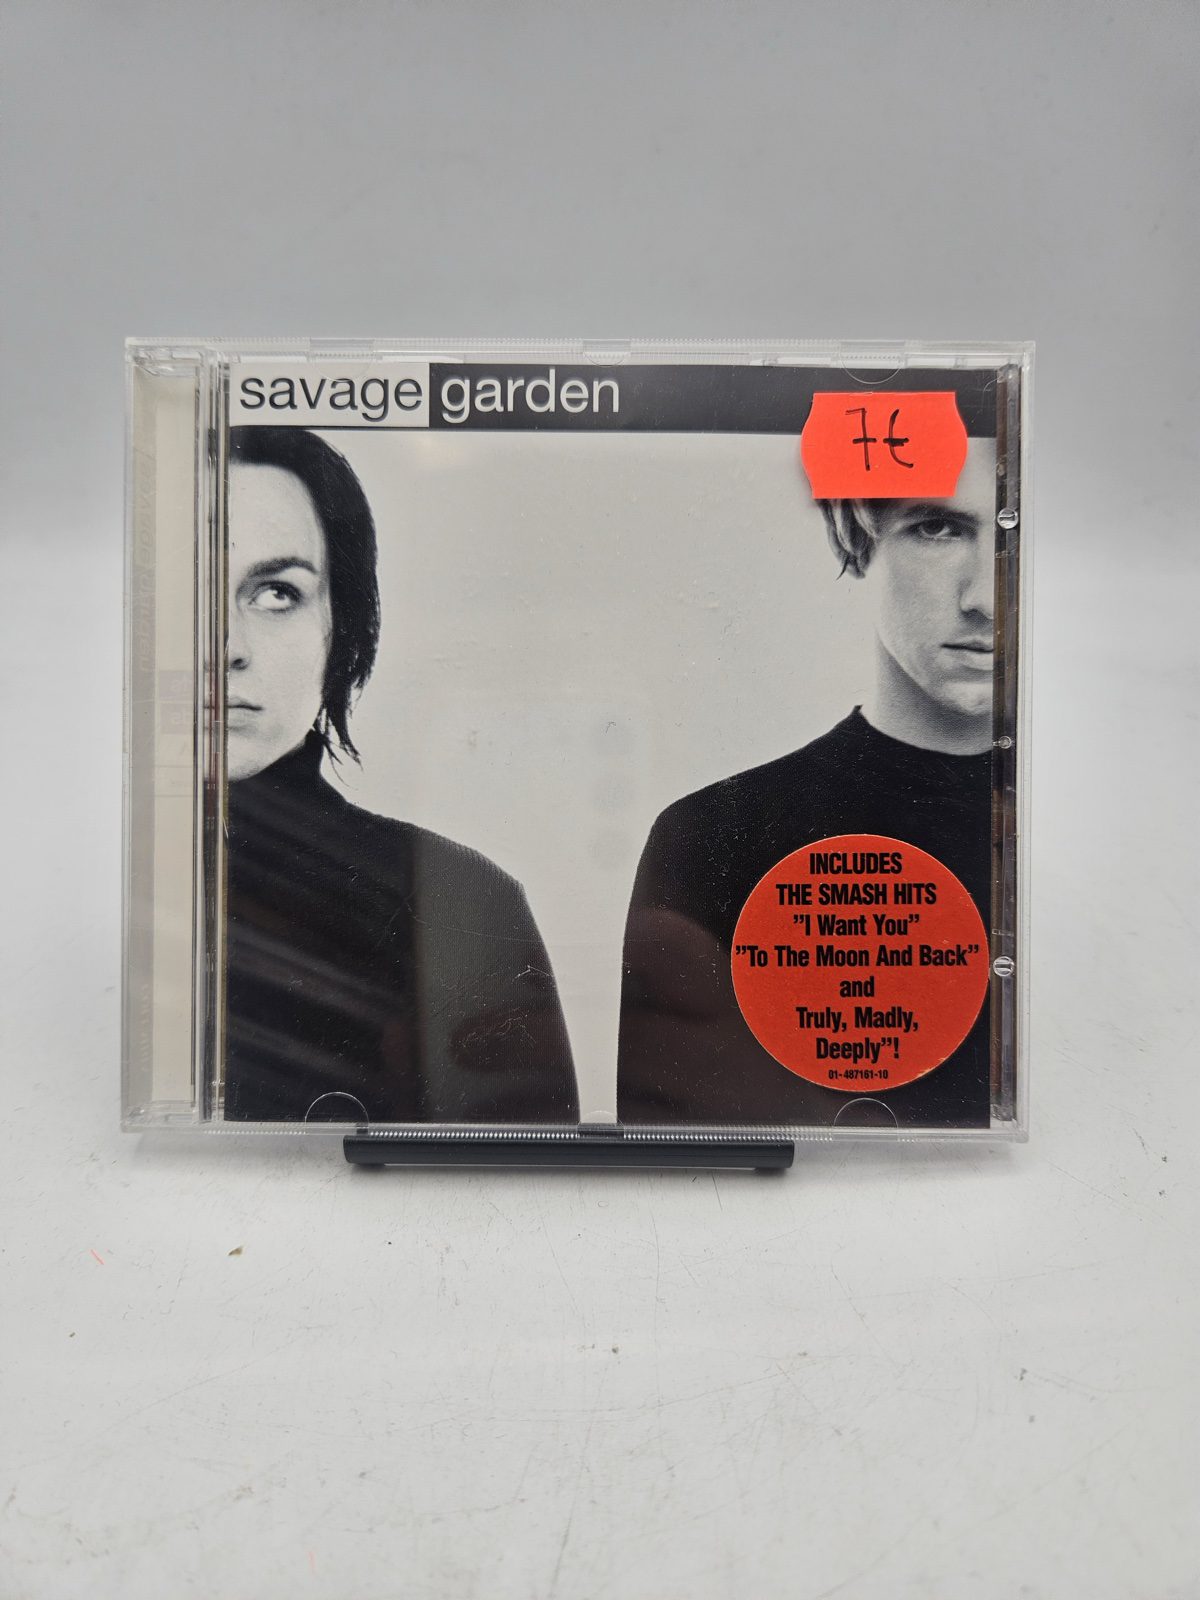 savage garden
7€
INCLUDES
THE SMASH HITS
”I Want You”
”To The Moon And Back”
and
Truly, Madly,
Deeply”!
01-487161-10